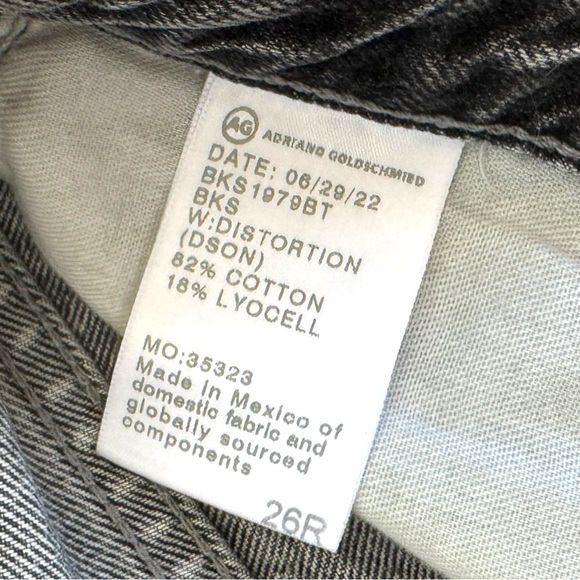 AG ADRIANO GOLDSCHMIED
DATE: 06/29/22
BKS1979BT
BKS
W:DISTORTION
(DSON)
82% COTTON
18% LYOCELL
MO:35323
Made in Mexico of
domestic fabric and
globally sourced
components
26R